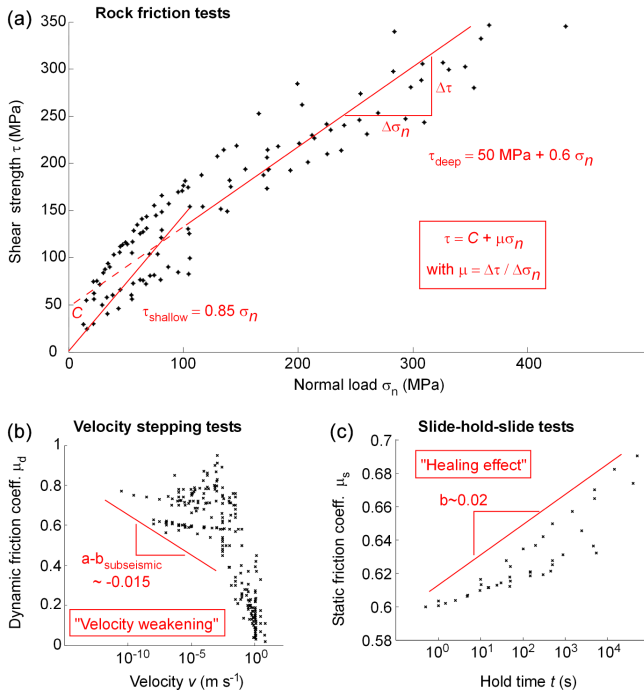 (a) Rock friction tests
350
300
250
200
150
100
50
0
Shear strength τ (MPa)
Δτ
Δσn
τdeep = 50 MPa + 0.6 σn
τ = C + μσn
with μ = Δτ / Δσn
C
τshallow = 0.85 σn
0 100 200 300 400
Normal load σn (MPa)
(b) Velocity stepping tests
1
0.8
0.6
0.4
0.2
0
Dynamic friction coeff. μd
a-bsubseismic
~ -0.015
"Velocity weakening"
10-10 10-5 100
Velocity v (m s-1)
(c) Slide-hold-slide tests
0.7
0.66
0.64
0.62
0.6
0.58
Static friction coeff. μs
"Healing effect"
b~0.02
100 101 102 103 104
Hold time t (s)